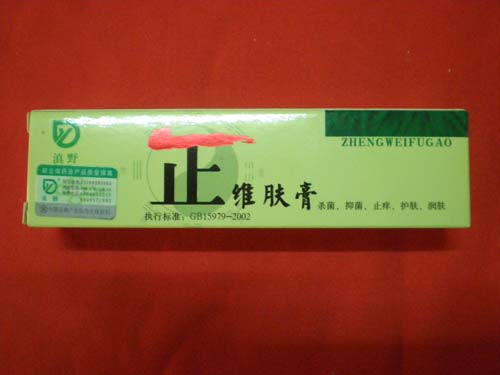 滇野
正维肤膏
ZHENGWEIFUGAO
杀菌、抑菌、止痒、护肤、润肤
执行标准：GB15979-2002